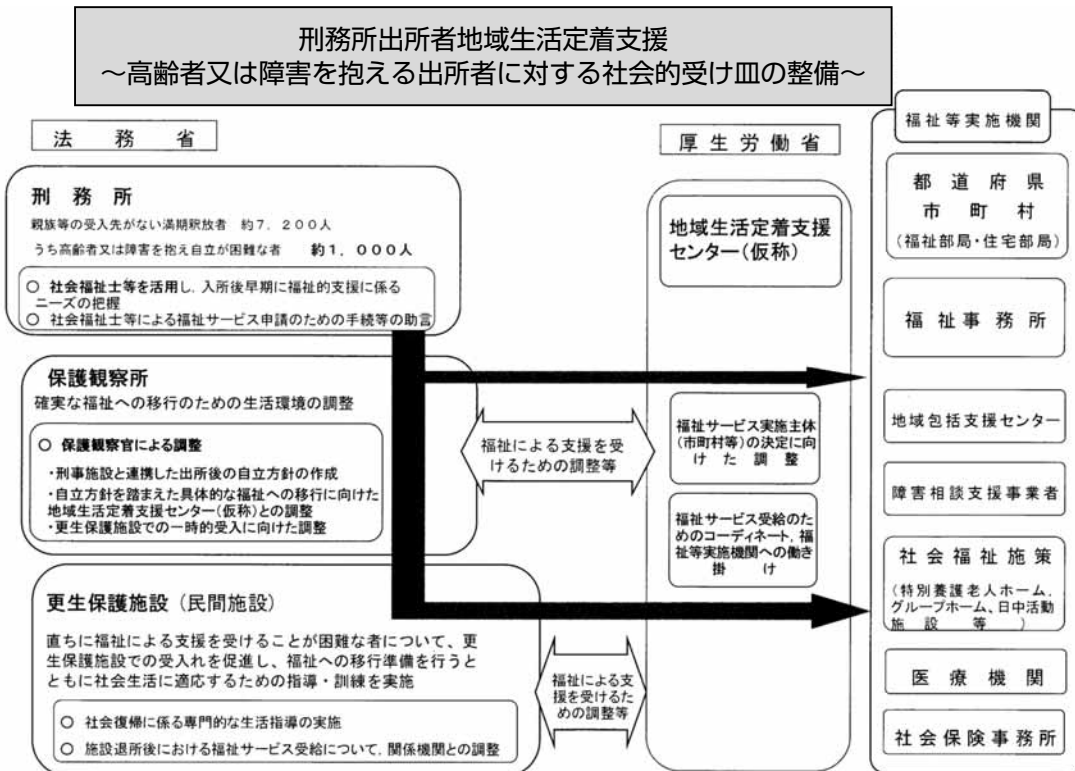 刑務所出所者地域生活定着支援
～高齢者又は障害を抱える出所者に対する社会的受け皿の整備～
法務省
刑務所
親族等の受入先がない満期釈放者 約7，200人
うち高齢者又は障害を抱え自立が困難な者 約1，000人
○ 社会福祉士等を活用し，入所後早期に福祉的支援に係る
ニーズの把握
○ 社会福祉士等による福祉サービス申請のための手続等の助言
保護観察所
確実な福祉への移行のための生活環境の調整
○ 保護観察官による調整
・刑事施設と連携した出所後の自立方針の作成
・自立方針を踏まえた具体的な福祉への移行に向けた
地域生活定着支援センター（仮称）との調整
・更生保護施設での一時的受入に向けた調整
更生保護施設（民間施設）
直ちに福祉による支援を受けることが困難な者について、更
生保護施設での受入れを促進し、福祉への移行準備を行うと
ともに社会生活に適応するための指導・訓練を実施
○ 社会復帰に係る専門的な生活指導の実施
○ 施設退所後における福祉サービス受給について，関係機関との調整
福祉による支援を受
けるための調整等
福祉による支
援を受けるた
めの調整等
厚生労働省
地域生活定着支援
センター（仮称）
福祉サービス実施主体
（市町村等）の決定に向
けた調整
福祉サービス受給のた
めのコーディネート，福
祉等実施機関への働き
掛け
福祉等実施機関
都道府県
市町村
（福祉部局・住宅部局）
福祉事務所
地域包括支援センター
障害相談支援事業者
社会福祉施策
（特別養護老人ホーム，
グループホーム、日中活動
施設等）
医療機関
社会保険事務所